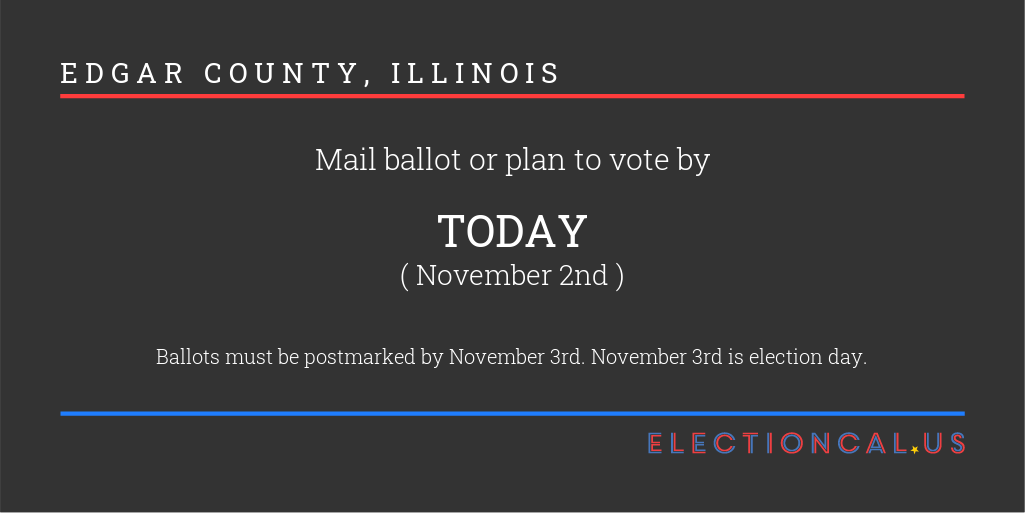 EDGAR COUNTY, ILLINOIS
Mail ballot or plan to vote by
TODAY
( November 2nd )
Ballots must be postmarked by November 3rd. November 3rd is election day.
ELECTIONCAL.US